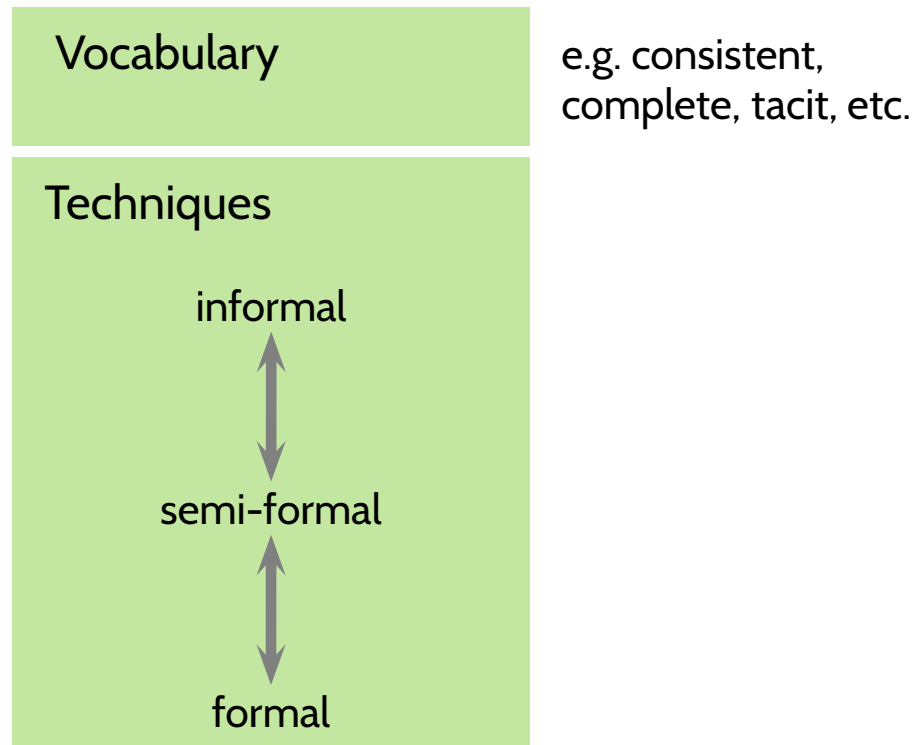 Vocabulary
e.g. consistent,
complete, tacit, etc.
Techniques
informal
semi-formal
formal